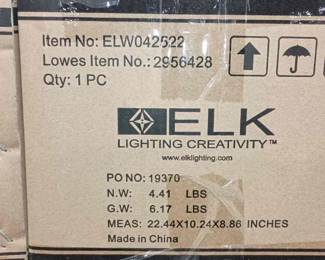 Item No: ELW042522
Lowes Item No.: 2956428
Qty: 1 PC
ELK
LIGHTING CREATIVITY™
www.elklighting.com
PO NO: 19370
N.W: 4.41 LBS
G.W: 6.17 LBS
MEAS: 22.44X10.24X8.86 INCHES
Made in China